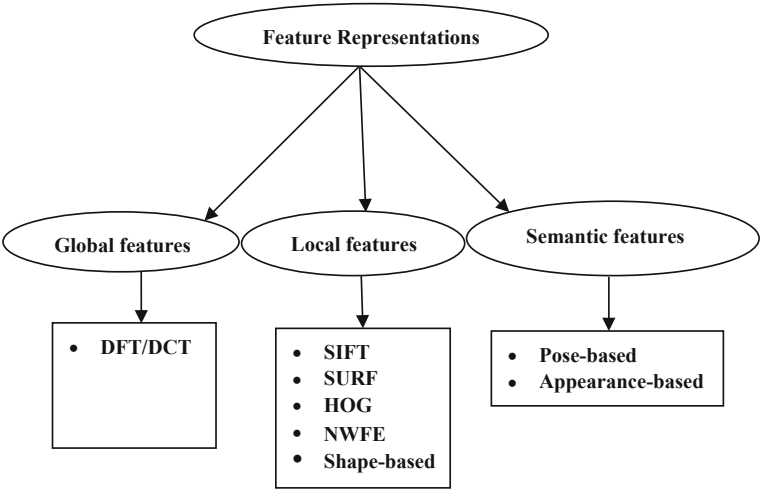 Feature Representations
Global features
Local features
Semantic features
• DFT/DCT
• SIFT
• SURF
• HOG
• NWFE
• Shape-based
• Pose-based
• Appearance-based